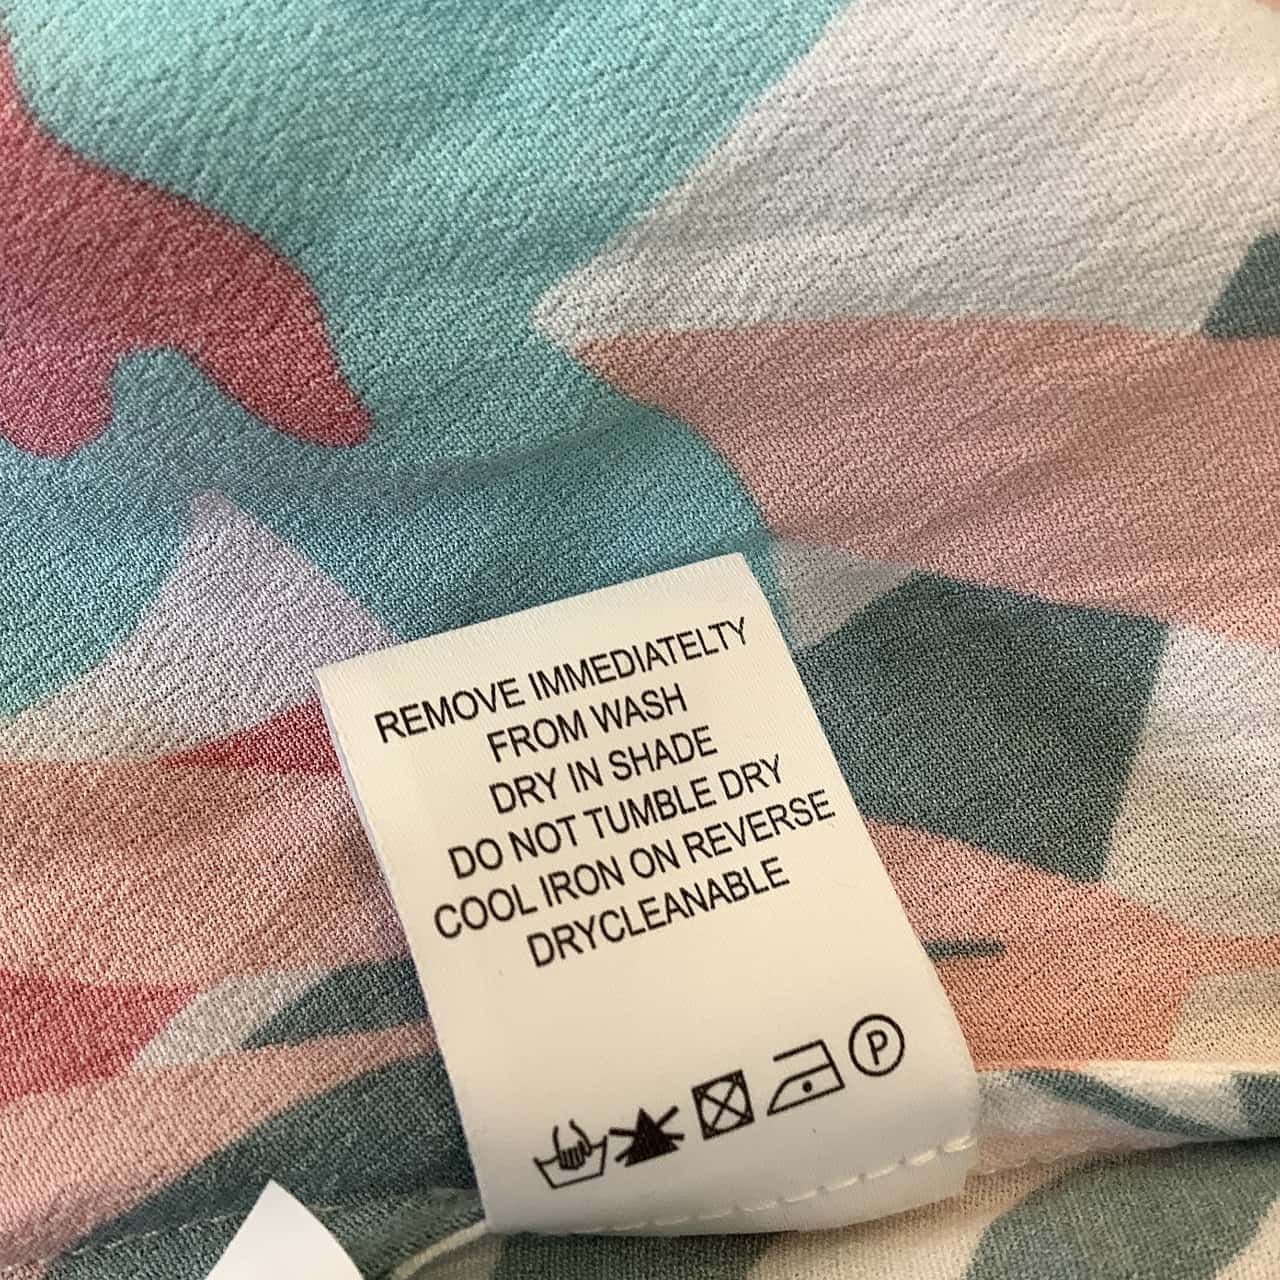 REMOVE IMMEDIATELTY
FROM WASH
DRY IN SHADE
DO NOT TUMBLE DRY
COOL IRON ON REVERSE
DRYCLEANABLE
P